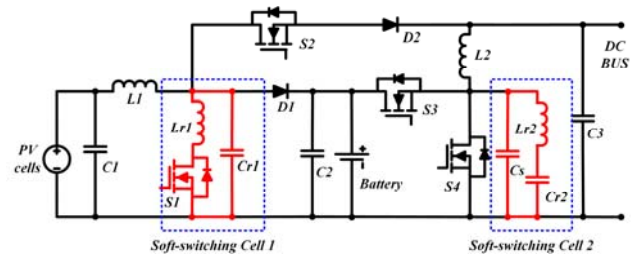 S2
D2
L2
DC
BUS
L1
D1
S3
Lr1
Lr2
PV
cells
C1
Cr1
C2
Battery
S4
Cs
C3
S1
Cr2
Soft-switching Cell 1
Soft-switching Cell 2